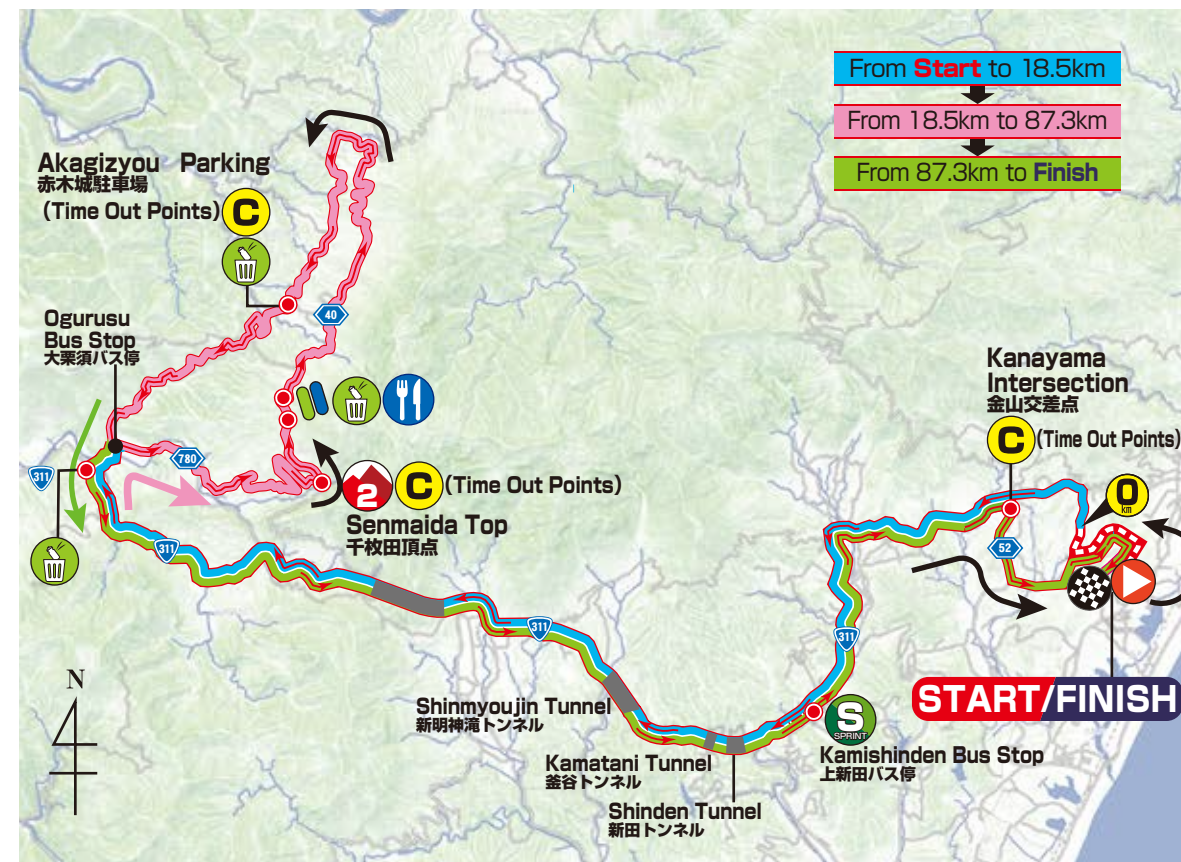 From Start to 18.5km
From 18.5km to 87.3km
From 87.3km to Finish
Akagizyou Parking
赤木城駐車場
(Time Out Points)
C
40
Ogurusu
Bus Stop
大栗須バス停
Kanayama
Intersection
金山交差点
C
(Time Out Points)
780
311
2
C
(Time Out Points)
Senmaida Top
千枚田頂点
0
km
52
311
311
311
START/FINISH
N
Shinmyoujin Tunnel
新明神滝トンネル
S
SPRINT
Kamatani Tunnel
釜谷トンネル
Kamishinden Bus Stop
上新田バス停
Shinden Tunnel
新田トンネル